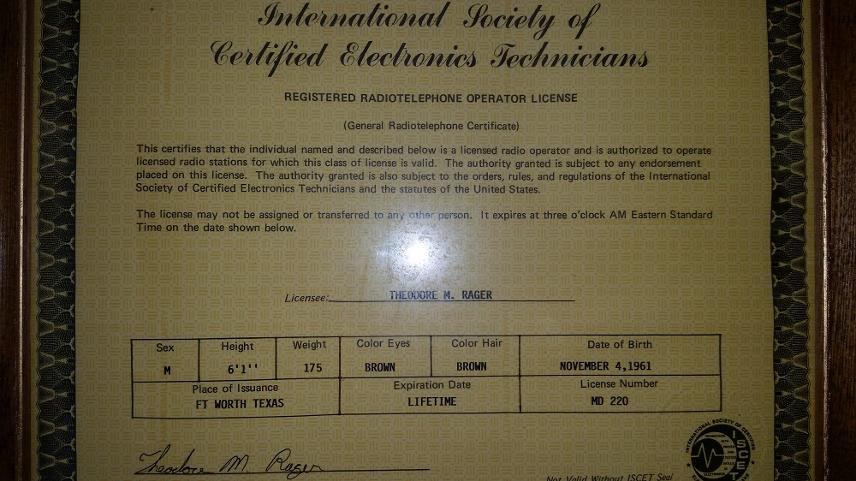 International Society of
Certified Electronics Technicians
REGISTERED RADIOTELEPHONE OPERATOR LICENSE
(General Radiotelephone Certificate)
This certifies that the individual named and described below is a licensed radio operator and is authorized to operate
licensed radio stations for which this class of license is valid. The authority granted is subject to any endorsement
placed on this license. The authority granted is also subject to the orders, rules, and regulations of the International
Society of Certified Electronics Technicians and the statutes of the United States.
The license may not be assigned or transferred to any other person. It expires at three o'clock AM Eastern Standard
Time on the date shown below.
Licensee: THEODORE M. RAGER
Sex Height Weight Color Eyes Color Hair Date of Birth
M 6'1'' 175 BROWN BROWN NOVEMBER 4,1961
Place of Issuance Expiration Date License Number
FT WORTH TEXAS LIFETIME MD 220
Theodore M. Rager
Not Valid Without ISCET Seal
INTERNATIONAL SOCIETY OF CERTIFIED
ISCET